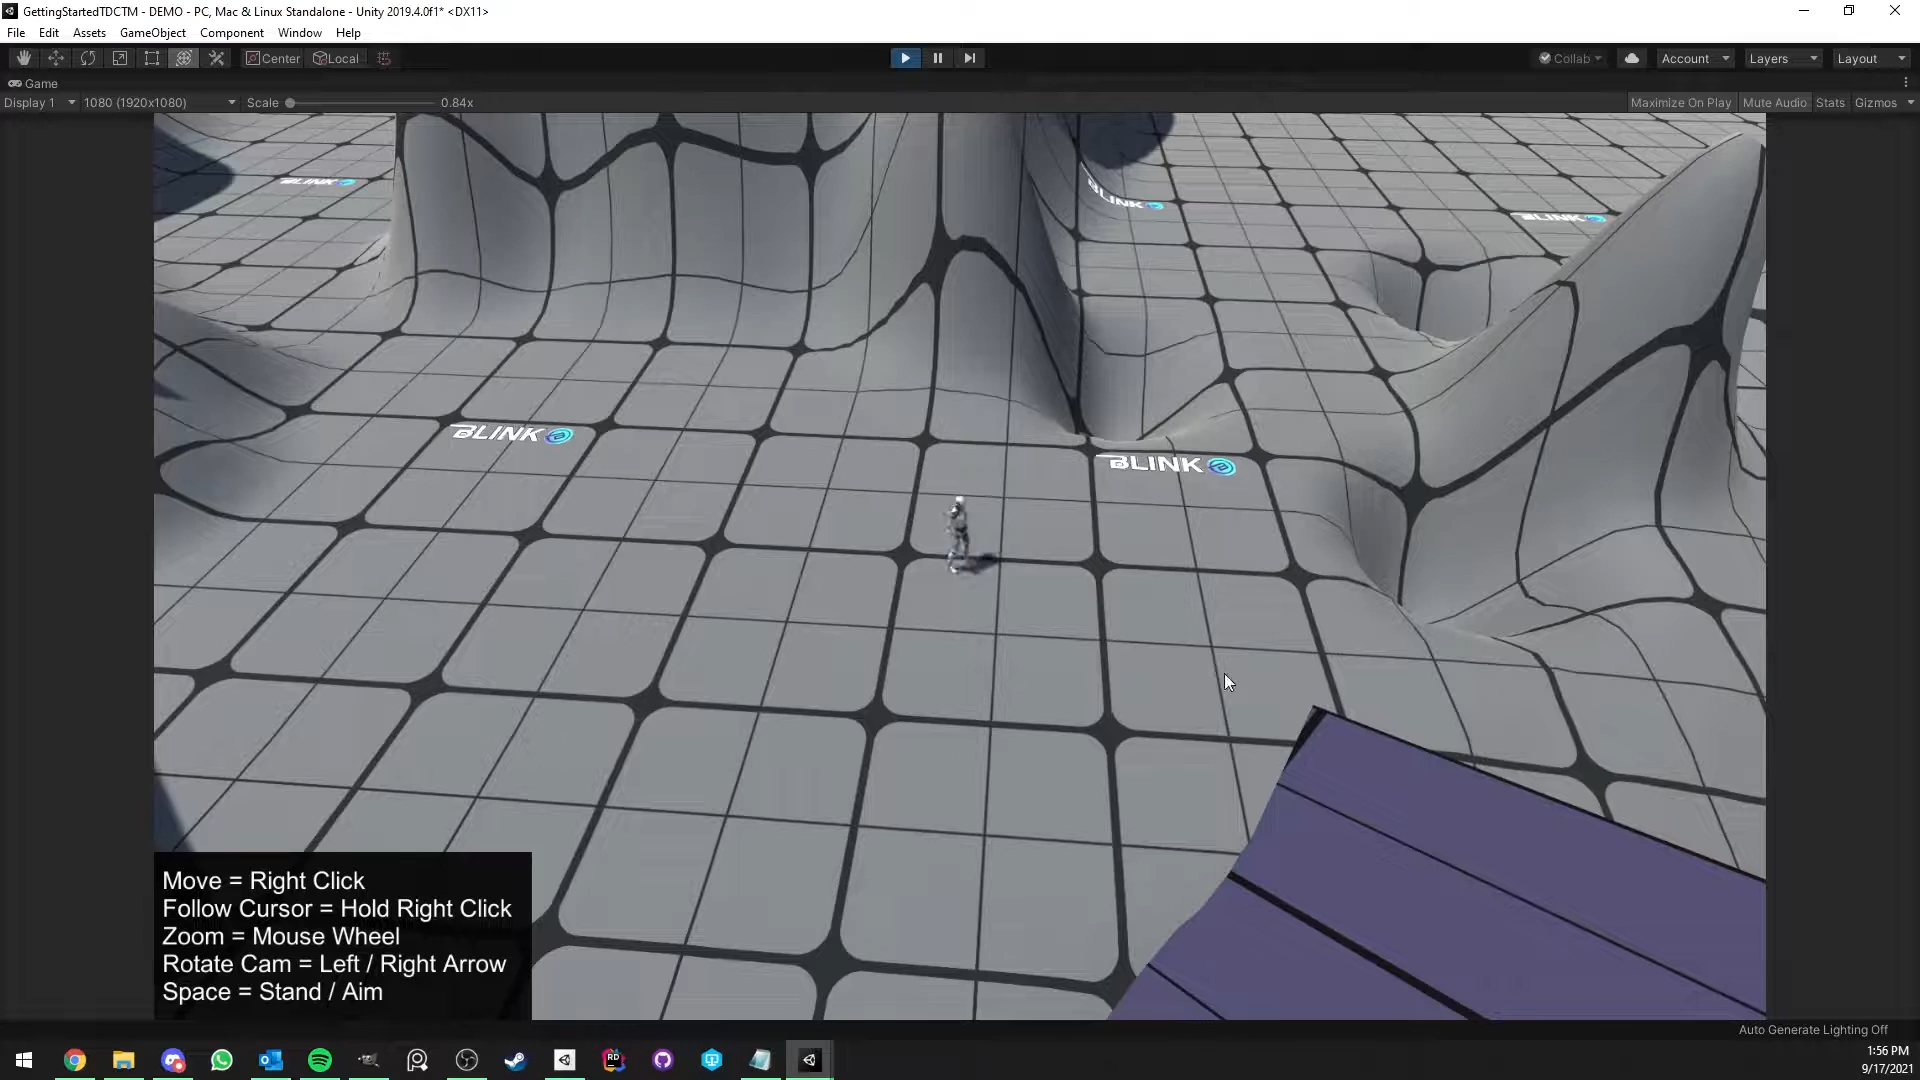 GettingStartedTDCTM - DEMO - PC, Mac & Linux Standalone - Unity 2019.4.0f1* <DX11>
File Edit Assets GameObject Component Window Help
Center Local Collab Account Layers Layout
Game
Display 1 1080 (1920x1080) Scale 0.84x Maximize On Play Mute Audio Stats Gizmos
BLINK
BLINK
BLINK
BLINK
BLINK
Move = Right Click
Follow Cursor = Hold Right Click
Zoom = Mouse Wheel
Rotate Cam = Left / Right Arrow
Space = Stand / Aim
Auto Generate Lighting Off
RD
1:56 PM
9/17/2021